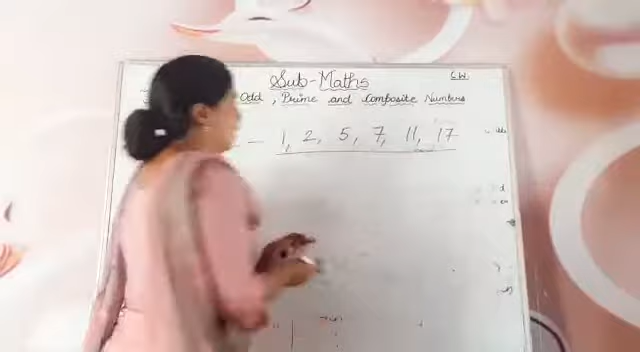 Sub-Maths
C.W
Odd, Prime and Composite Numbers
— 1, 2, 5, 7, 11, 17